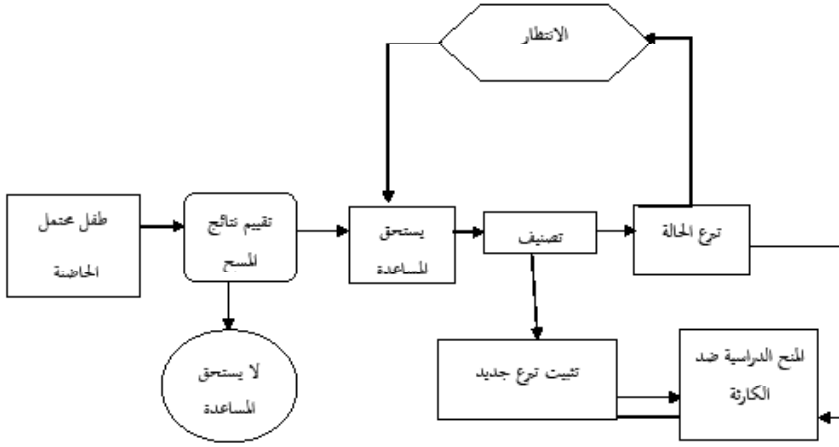 الانتظار
طفل محتمل
الحاضنة
تقييم نتائج
المسح
يستحق
المساعدة
تصنيف
تبرع الحالة
لا يستحق
المساعدة
تثبيت تبرع جديد
المنح الدراسية ضد
الكارثة